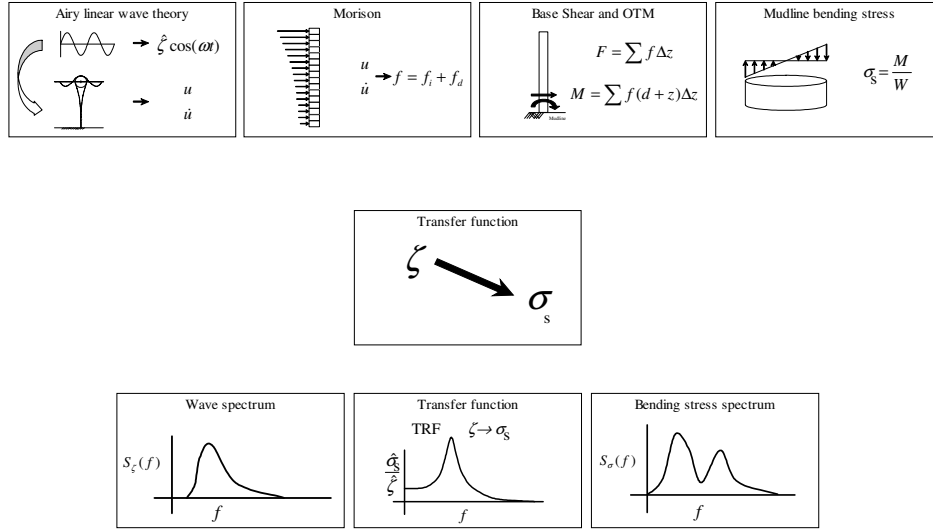 Airy linear wave theory
ζ̂ cos(ωt)
u
u̇
Morison
u
u̇
f = f_i + f_d
Base Shear and OTM
F = ∑ f Δz
M = ∑ f (d + z) Δz
Mudline
Mudline bending stress
σ_s = M/W
Transfer function
ζ
σ_s
Wave spectrum
S_ζ(f)
f
Transfer function
TRF ζ → σ_s
σ̂_s/ζ̂
f
Bending stress spectrum
S_σ(f)
f